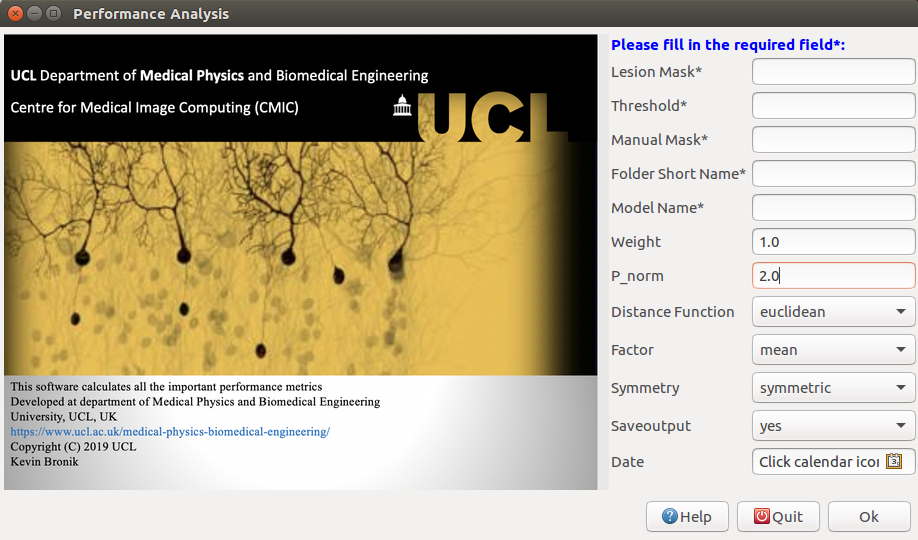 Performance Analysis
UCL Department of Medical Physics and Biomedical Engineering
Centre for Medical Image Computing (CMIC)
UCL
This software calculates all the important performance metrics
Developed at department of Medical Physics and Biomedical Engineering
University, UCL, UK
https://www.ucl.ac.uk/medical-physics-biomedical-engineering/
Copyright (C) 2019 UCL
Kevin Bronik
Please fill in the required field*:
Lesion Mask*
Threshold*
Manual Mask*
Folder Short Name*
Model Name*
Weight 1.0
P_norm 2.0
Distance Function euclidean
Factor mean
Symmetry symmetric
Saveoutput yes
Date Click calendar icon
Help Quit Ok